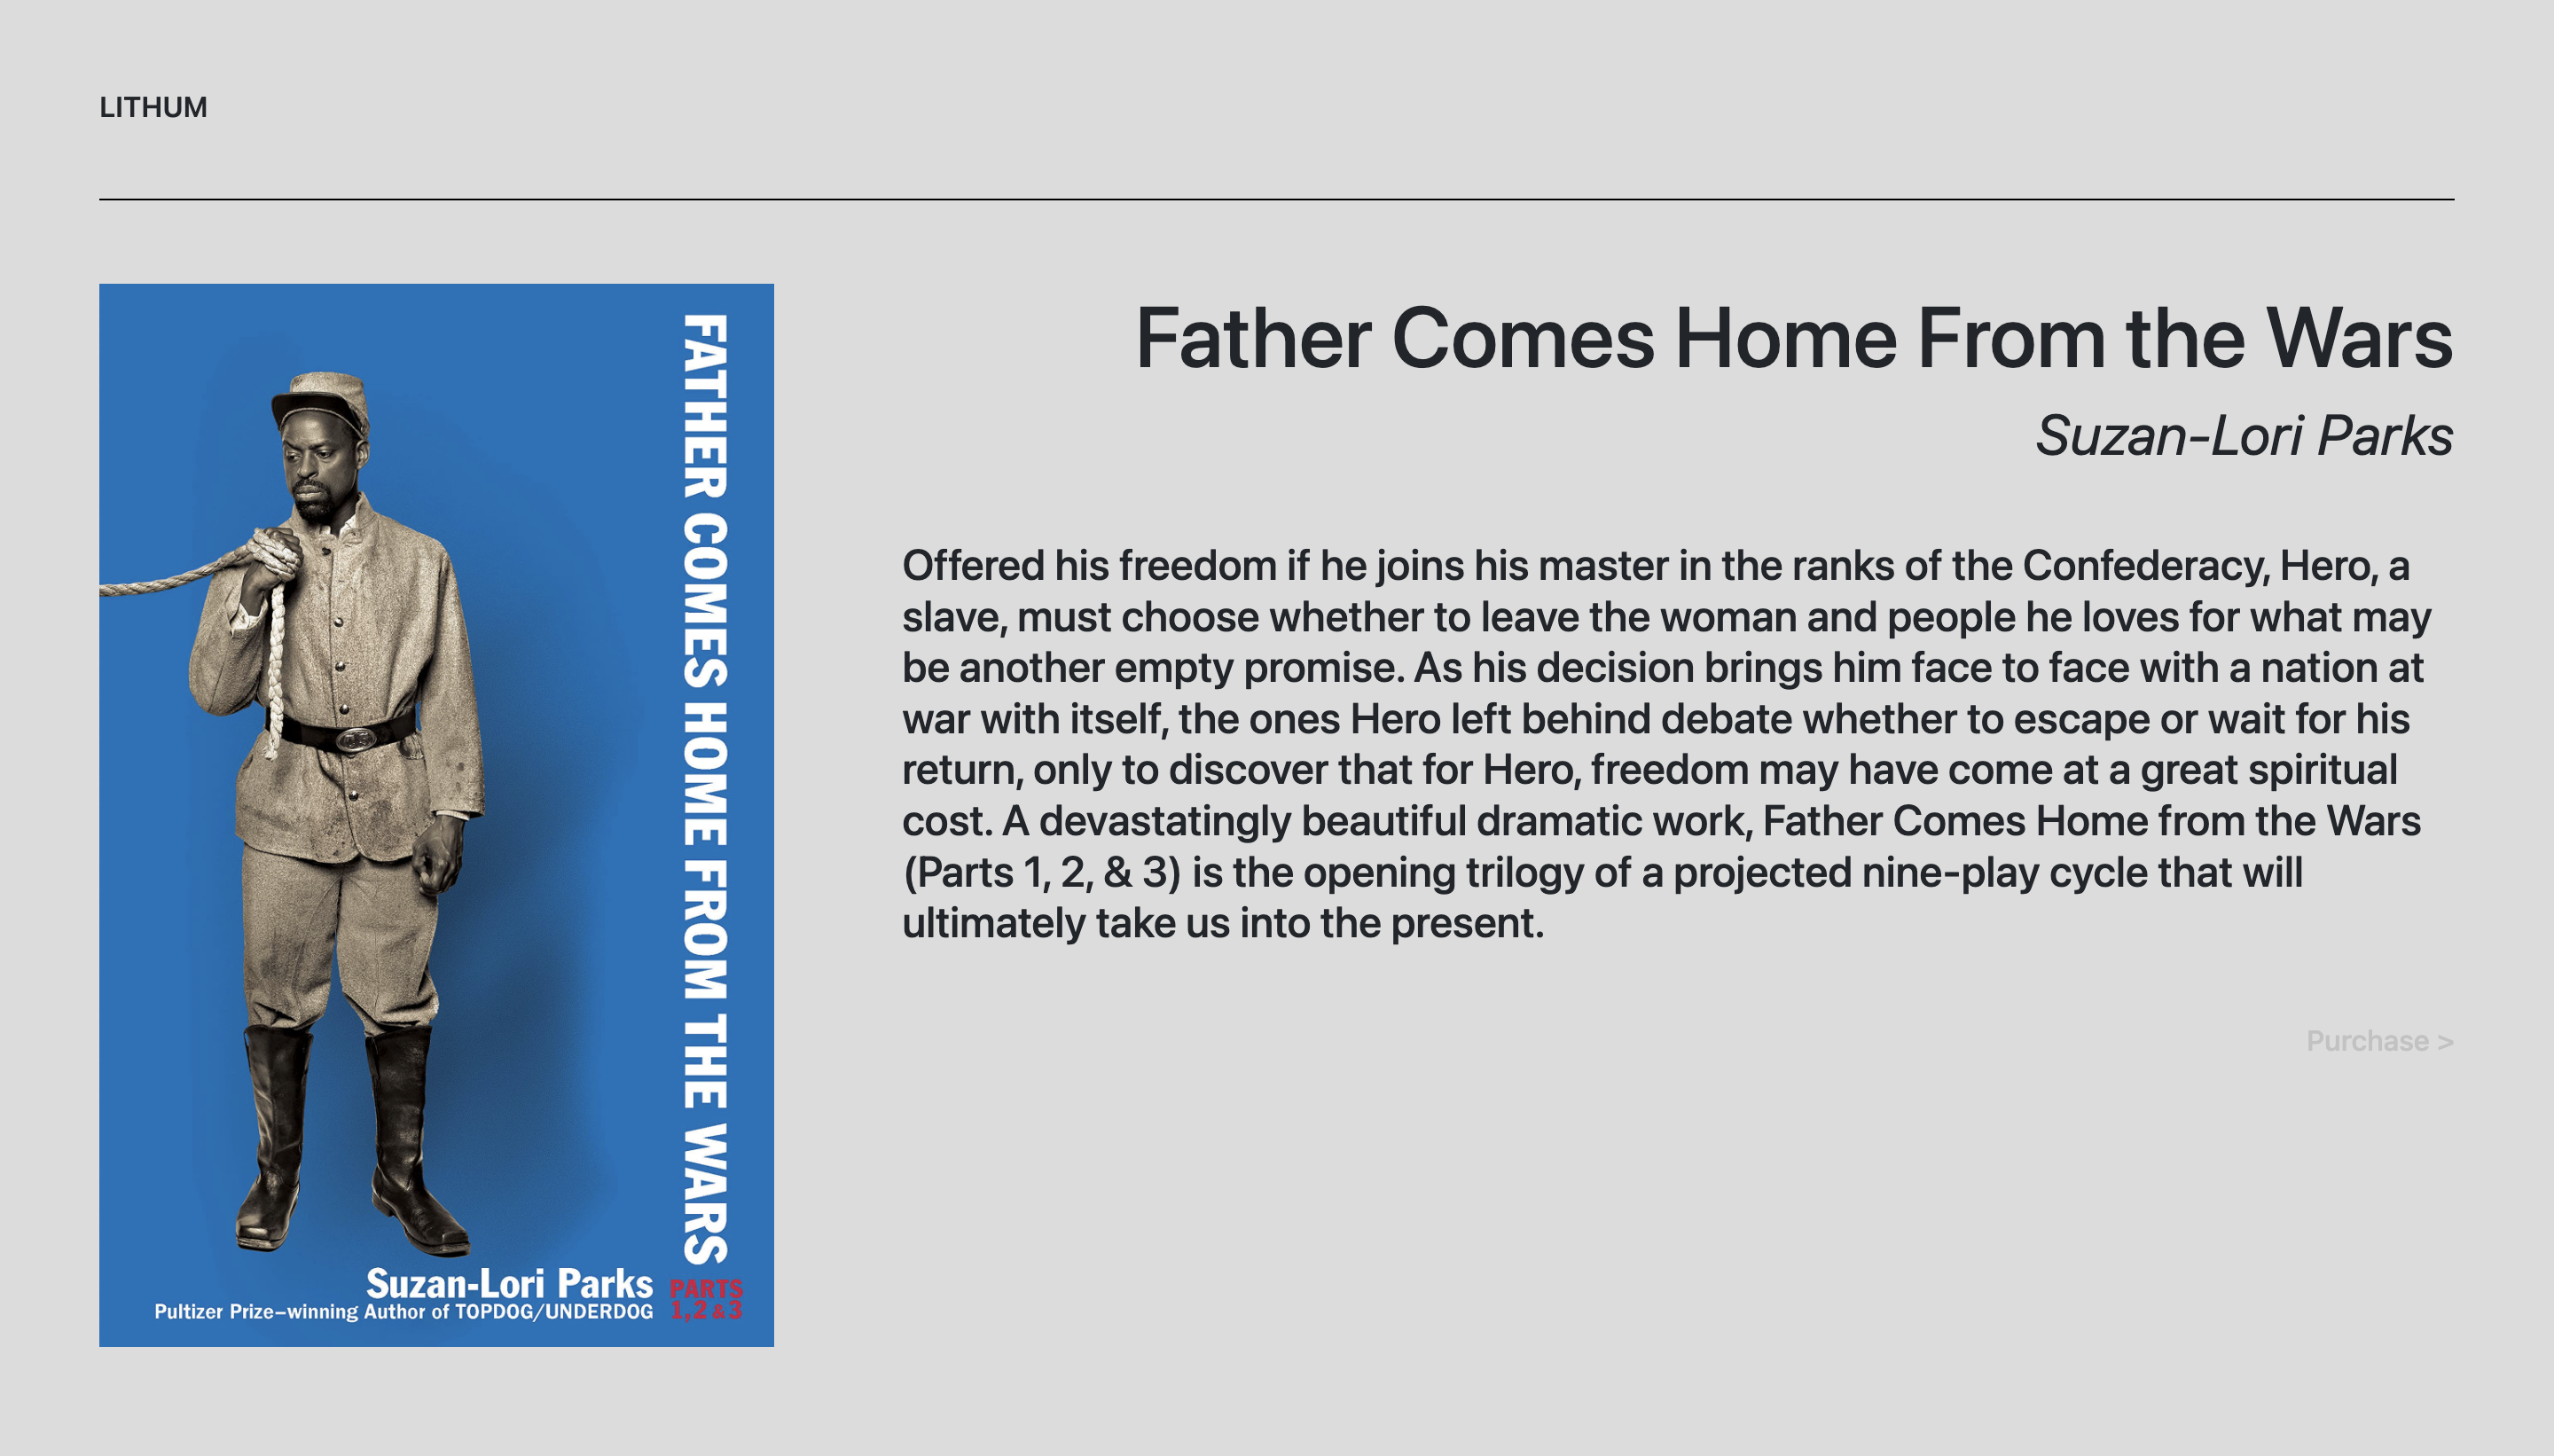 LITHUM
FATHER COMES HOME FROM THE WARS
Suzan-Lori Parks
Pultizer Prize–winning Author of TOPDOG/UNDERDOG
PARTS
1, 2 & 3
Father Comes Home From the Wars
Suzan-Lori Parks
Offered his freedom if he joins his master in the ranks of the Confederacy, Hero, a
slave, must choose whether to leave the woman and people he loves for what may
be another empty promise. As his decision brings him face to face with a nation at
war with itself, the ones Hero left behind debate whether to escape or wait for his
return, only to discover that for Hero, freedom may have come at a great spiritual
cost. A devastatingly beautiful dramatic work, Father Comes Home from the Wars
(Parts 1, 2, & 3) is the opening trilogy of a projected nine-play cycle that will
ultimately take us into the present.
Purchase >